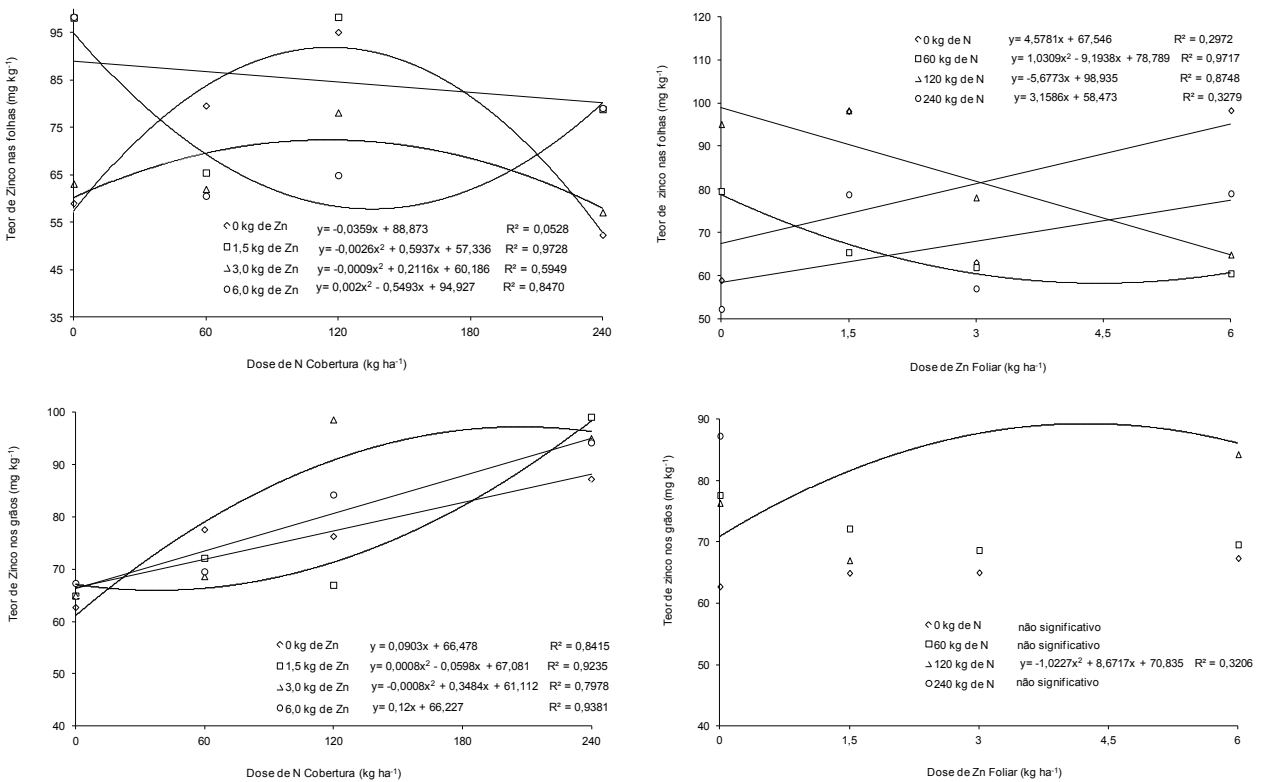 Teor de Zinco nas folhas (mg kg-1)
95
85
75
65
55
45
35
0 kg de Zn y= -0,0359x + 88,873 R² = 0,0528
1,5 kg de Zn y= -0,0026x² + 0,5937x + 57,336 R² = 0,9728
3,0 kg de Zn y= -0,0009x² + 0,2116x + 60,186 R² = 0,5949
6,0 kg de Zn y= 0,002x² - 0,5493x + 94,927 R² = 0,8470
0 60 120 180 240
Dose de N Cobertura (kg ha-1)
Teor de zinco nas folhas (mg kg-1)
120
110
100
90
80
70
60
50
0 kg de N y= 4,5781x + 67,546 R² = 0,2972
60 kg de N y= 1,0309x² - 9,1938x + 78,789 R² = 0,9717
120 kg de N y= -5,6773x + 98,935 R² = 0,8748
240 kg de N y= 3,1586x + 58,473 R² = 0,3279
0 1,5 3 4,5 6
Dose de Zn Foliar (kg ha-1)
Teor de Zinco nos grãos (mg kg-1)
100
90
80
70
60
50
40
0 kg de Zn y = 0,0903x + 66,478 R² = 0,8415
1,5 kg de Zn y= 0,0008x² - 0,0598x + 67,081 R² = 0,9235
3,0 kg de Zn y= -0,0008x² + 0,3484x + 61,112 R² = 0,7978
6,0 kg de Zn y= 0,12x + 66,227 R² = 0,9381
0 60 120 180 240
Dose de N Cobertura (kg ha-1)
Teor de zinco nos grãos (mg kg-1)
90
80
70
60
50
40
0 kg de N não significativo
60 kg de N não significativo
120 kg de N y= -1,0227x² + 8,6717x + 70,835 R² = 0,3206
240 kg de N não significativo
0 1,5 3 4,5 6
Dose de Zn Foliar (kg ha-1)